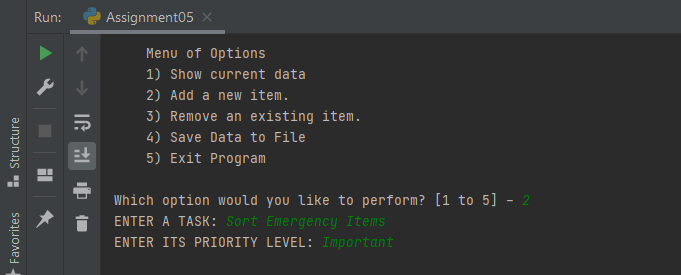 Run: Assignment05
Menu of Options
1) Show current data
2) Add a new item.
3) Remove an existing item.
4) Save Data to File
5) Exit Program
Which option would you like to perform? [1 to 5] - 2
ENTER A TASK: Sort Emergency Items
ENTER ITS PRIORITY LEVEL: Important
Structure
Favorites